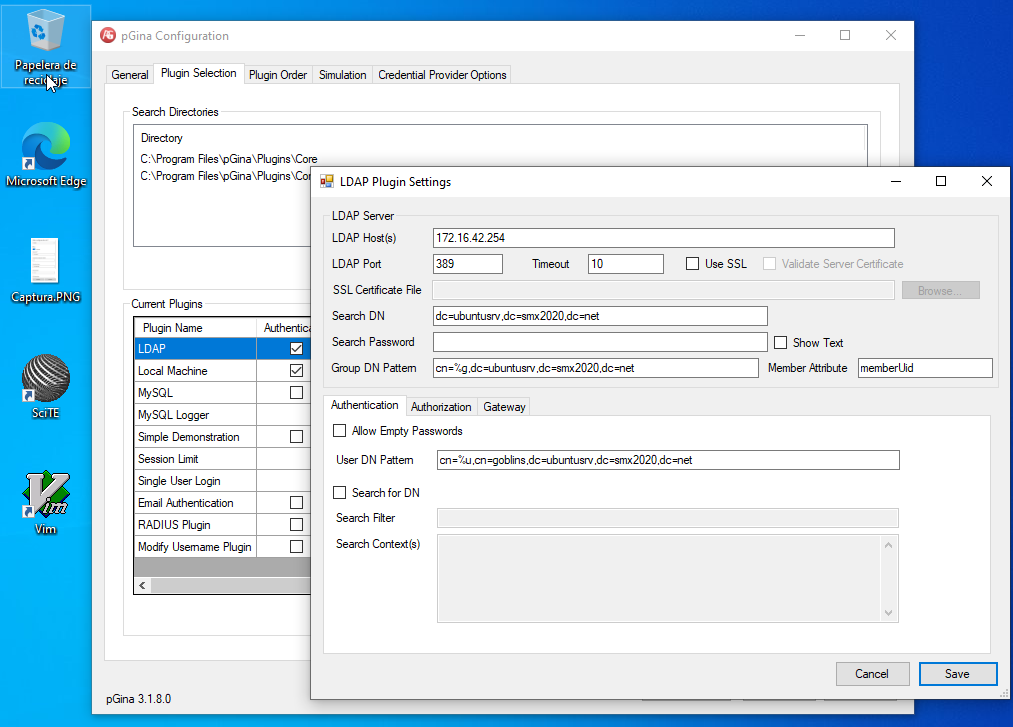 Papelera de
reciclaje
Microsoft Edge
Captura.PNG
SciTE
Vim
pGina Configuration
General Plugin Selection Plugin Order Simulation Credential Provider Options
Search Directories
Directory
C:\Program Files\pGina\Plugins\Core
C:\Program Files\pGina\Plugins\Co
Current Plugins
Plugin Name Authentica
LDAP
Local Machine
MySQL
MySQL Logger
Simple Demonstration
Session Limit
Single User Login
Email Authentication
RADIUS Plugin
Modify Username Plugin
pGina 3.1.8.0
LDAP Plugin Settings
LDAP Server
LDAP Host(s) 172.16.42.254
LDAP Port 389 Timeout 10 Use SSL Validate Server Certificate
SSL Certificate File Browse...
Search DN dc=ubuntusrv,dc=smx2020,dc=net
Search Password Show Text
Group DN Pattern cn=%g,dc=ubuntusrv,dc=smx2020,dc=net Member Attribute memberUid
Authentication Authorization Gateway
Allow Empty Passwords
User DN Pattern cn=%u,cn=goblins,dc=ubuntusrv,dc=smx2020,dc=net
Search for DN
Search Filter
Search Context(s)
Cancel Save